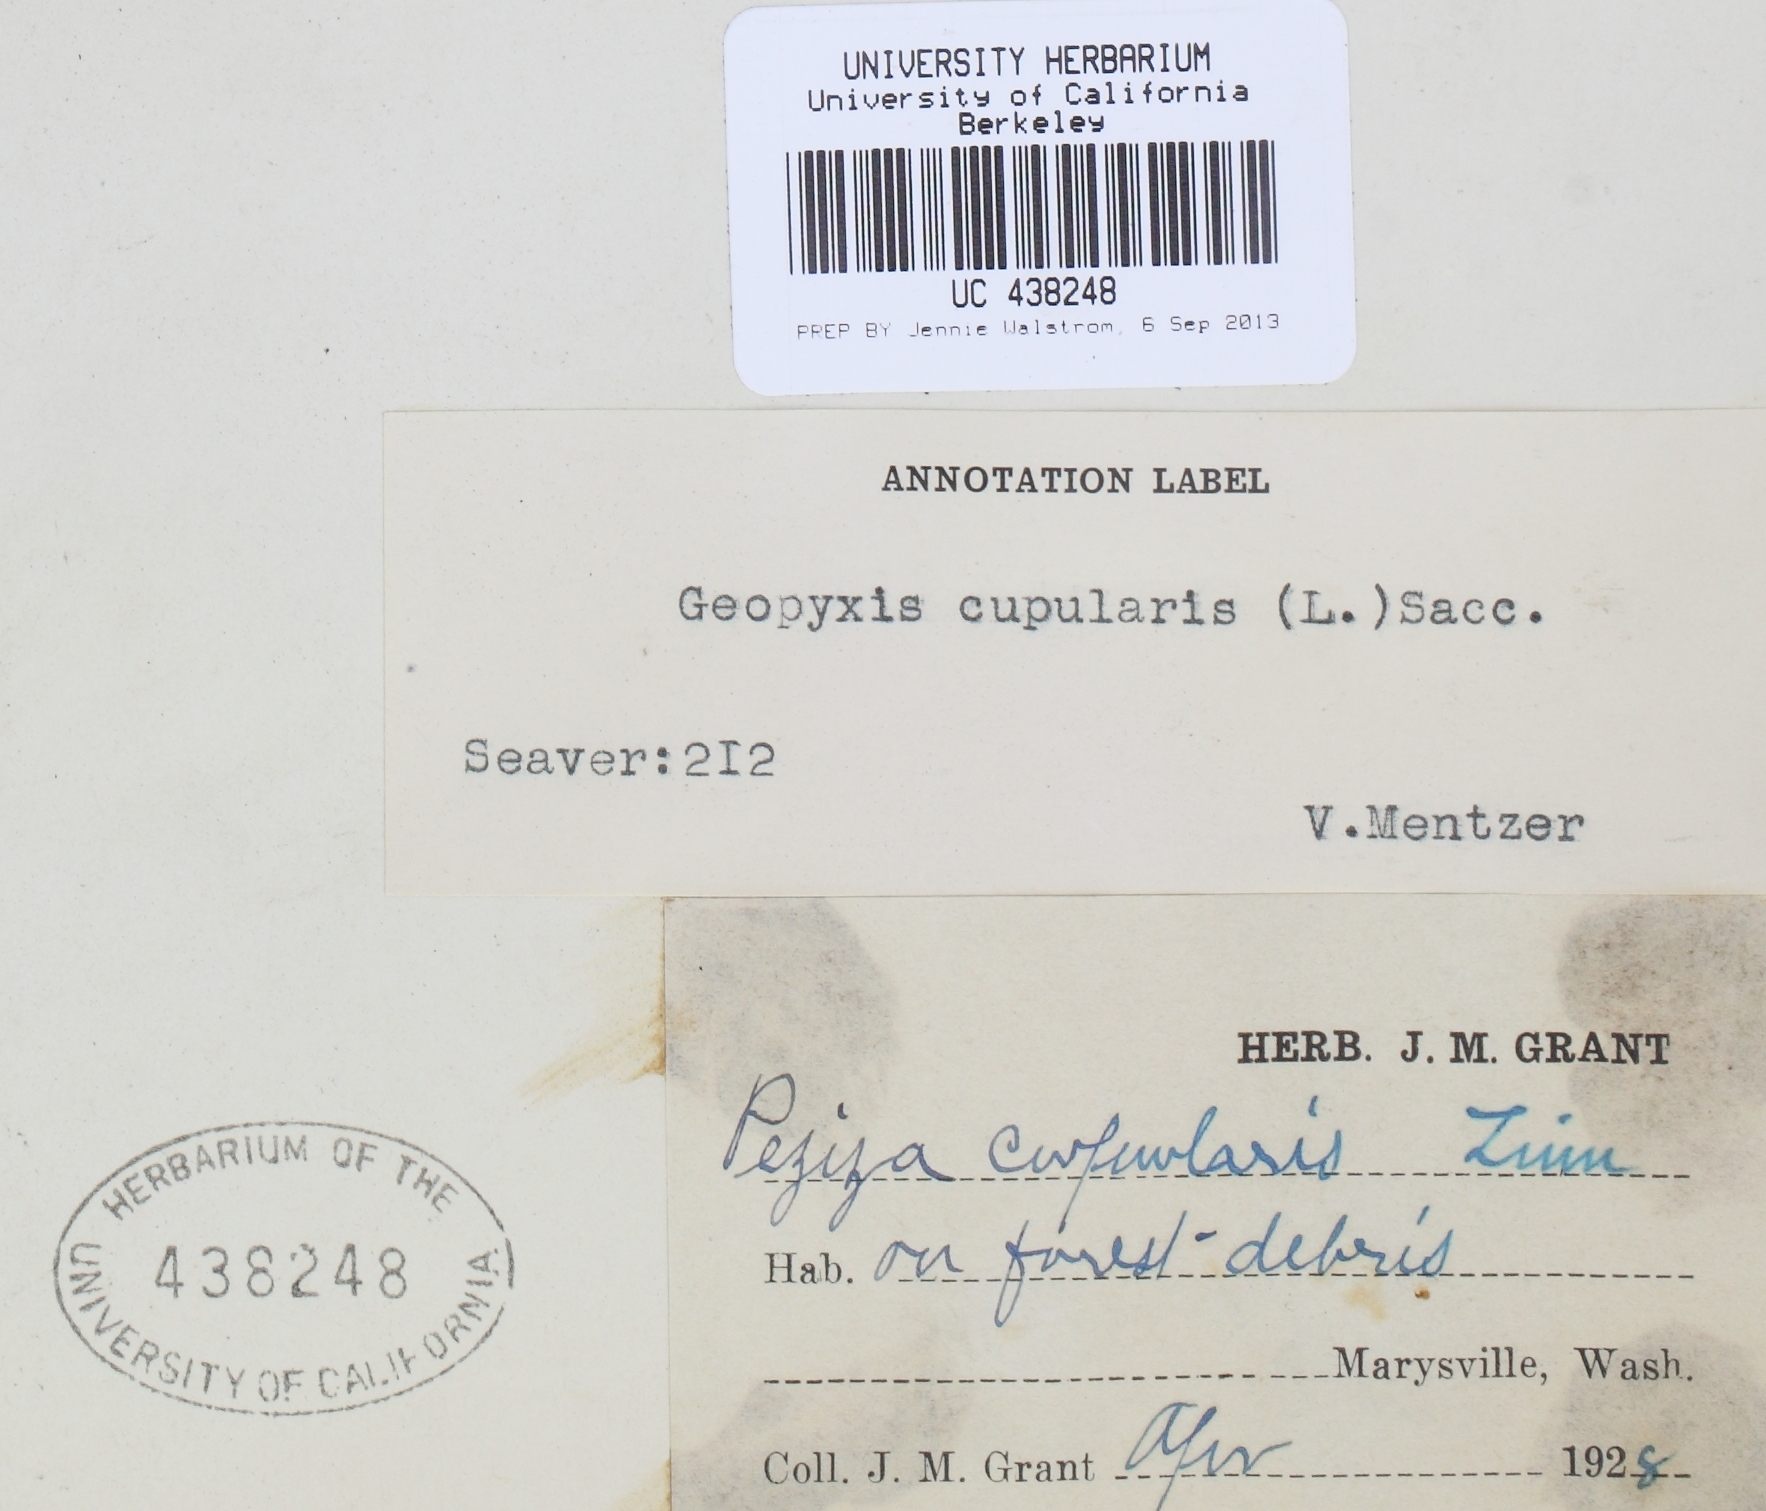 UNIVERSITY HERBARIUM
University of California
Berkeley
UC 438248
PREP BY Jennie Walstrom, 6 Sep 2013
ANNOTATION LABEL
Geopyxis cupularis (L.)Sacc.
Seaver:2I2
V.Mentzer
HERB. J. M. GRANT
Peziza cupularis Linn
Hab. on forest debris
Marysville, Wash.
Coll. J. M. Grant Apr 1928
HERBARIUM OF THE
438248
UNIVERSITY OF CALIFORNIA